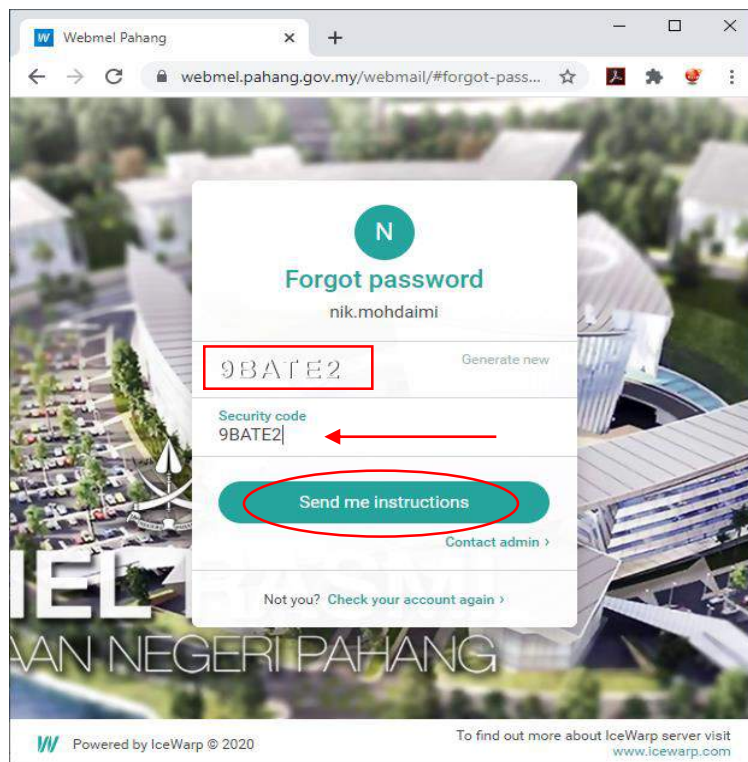 Webmel Pahang
webmel.pahang.gov.my/webmail/#forgot-pass...
N
Forgot password
nik.mohdaimi
9BATE2
Generate new
Security code
9BATE2
Send me instructions
Contact admin ›
Not you? Check your account again ›
NEGERI PAHANG
W Powered by IceWarp © 2020
To find out more about IceWarp server visit
www.icewarp.com